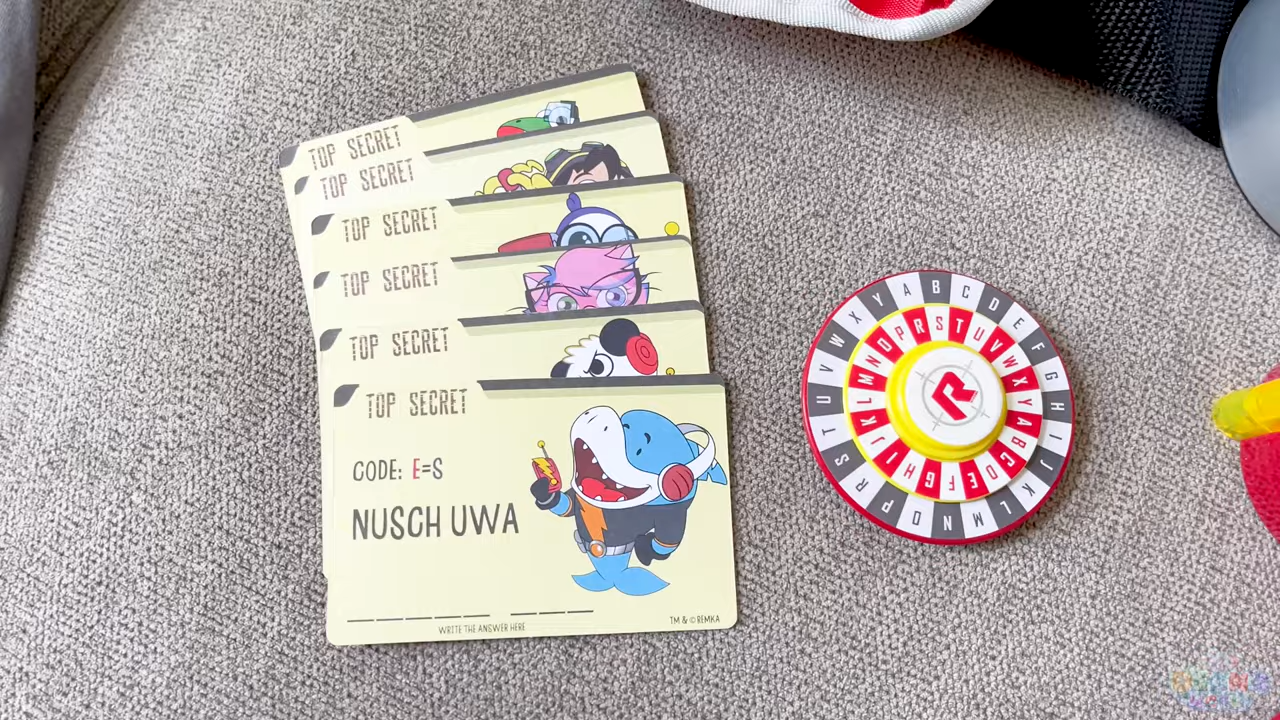 TOP SECRET
TOP SECRET
TOP SECRET
TOP SECRET
TOP SECRET
TOP SECRET
CODE: E=S
NUSCH UWA
WRITE THE ANSWER HERE
TM & © REMKA
A B C D E F G H I J K L M N O P R S T U V W X Y
A B C D E F G H I J K L M N O P R S T U V W X Y
R